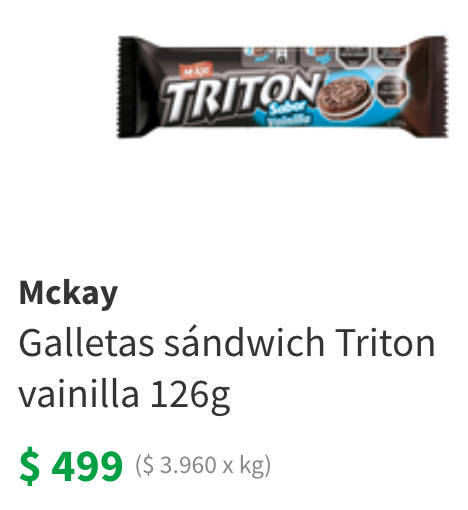 McKAY
TRITON
Sabor
Vainilla
Mckay
Galletas sándwich Triton
vainilla 126g
$ 499 ($ 3.960 x kg)